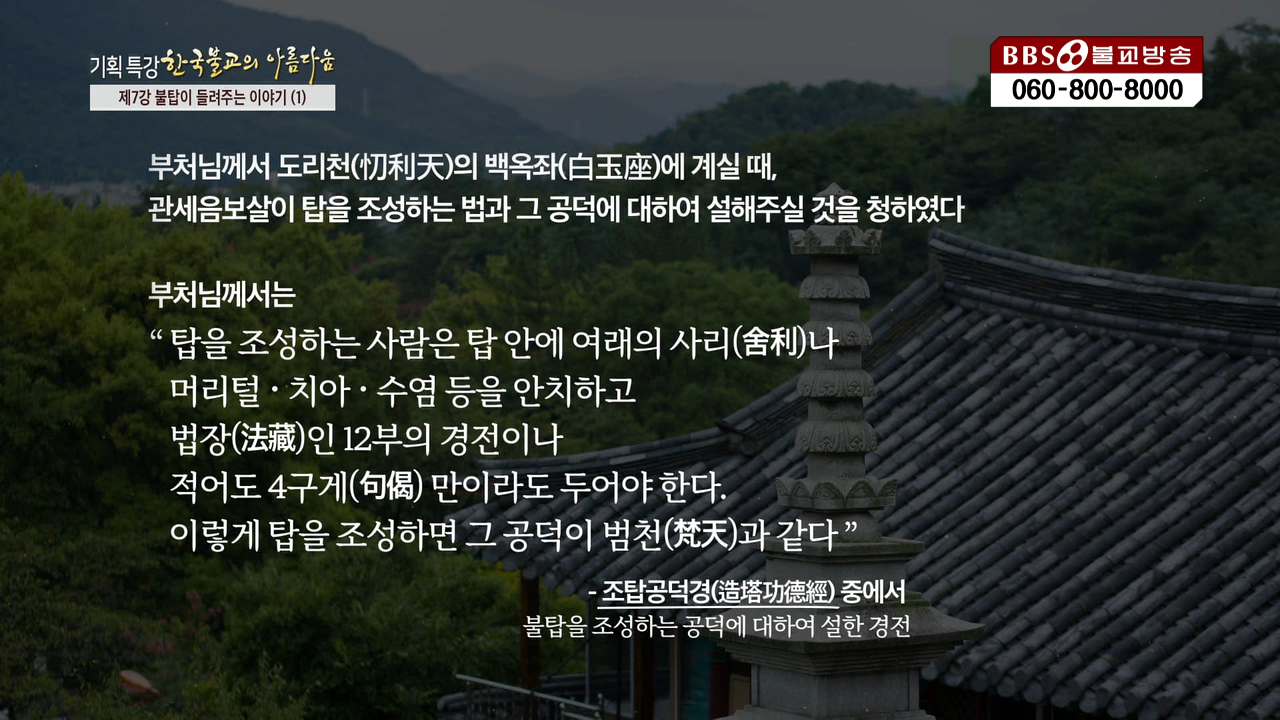 기획 특강 한국불교의 아름다움
제7강 불탑이 들려주는 이야기 (1)
BBS 불교방송
060-800-8000
부처님께서 도리천(忉利天)의 백옥좌(白玉座)에 계실 때,
관세음보살이 탑을 조성하는 법과 그 공덕에 대하여 설해주실 것을 청하였다
부처님께서는
“ 탑을 조성하는 사람은 탑 안에 여래의 사리(舍利)나
머리털 · 치아 · 수염 등을 안치하고
법장(法藏)인 12부의 경전이나
적어도 4구게(句偈) 만이라도 두어야 한다.
이렇게 탑을 조성하면 그 공덕이 범천(梵天)과 같다 ”
- 조탑공덕경(造塔功德經) 중에서
불탑을 조성하는 공덕에 대하여 설한 경전